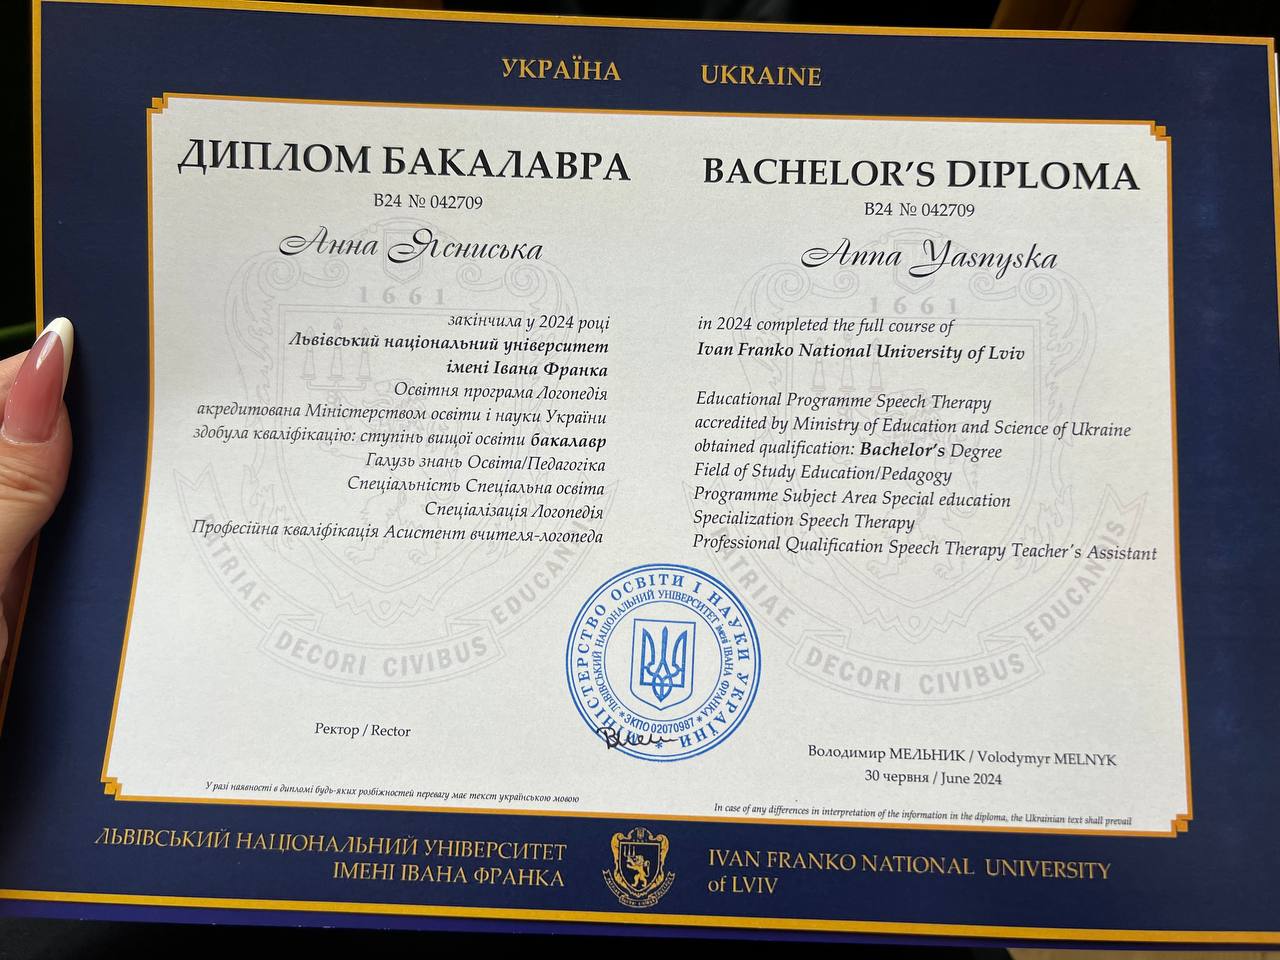 УКРАЇНА
ДИПЛОМ БАКАЛАВРА
В24 № 042709
Анна Ясниська
1661
закінчила у 2024 році
Львівський національний університет
імені Івана Франка
Освітня програма Логопедія
акредитована Міністерством освіти і науки України
здобула кваліфікацію: ступінь вищої освіти бакалавр
Галузь знань Освіта/Педагогіка
Спеціальність Спеціальна освіта
Спеціалізація Логопедія
Професійна кваліфікація Асистент вчителя-логопеда
PATRIAE DECORI CIVIBUS EDUCANDIS
UKRAINE
BACHELOR'S DIPLOMA
B24 № 042709
Anna Yasnyska
1661
in 2024 completed the full course of
Ivan Franko National University of Lviv
Educational Programme Speech Therapy
accredited by Ministry of Education and Science of Ukraine
obtained qualification: Bachelor's Degree
Field of Study Education/Pedagogy
Programme Subject Area Special education
Specialization Speech Therapy
Professional Qualification Speech Therapy Teacher's Assistant
PATRIAE DECORI CIVIBUS EDUCANDIS
МІНІСТЕРСТВО ОСВІТИ І НАУКИ УКРАЇНИ
ЛЬВІВСЬКИЙ НАЦІОНАЛЬНИЙ УНІВЕРСИТЕТ імені ІВАНА ФРАНКА
* ЗКПО 02070987 *
Ректор / Rector
Володимир МЕЛЬНИК / Volodymyr MELNYK
30 червня / June 2024
У разі наявності в дипломі будь-яких розбіжностей перевагу має текст українською мовою
In case of any differences in interpretation of the information in the diploma, the Ukrainian text shall prevail
ЛЬВІВСЬКИЙ НАЦІОНАЛЬНИЙ УНІВЕРСИТЕТ
ІМЕНІ ІВАНА ФРАНКА
IVAN FRANKO NATIONAL UNIVERSITY
of LVIV